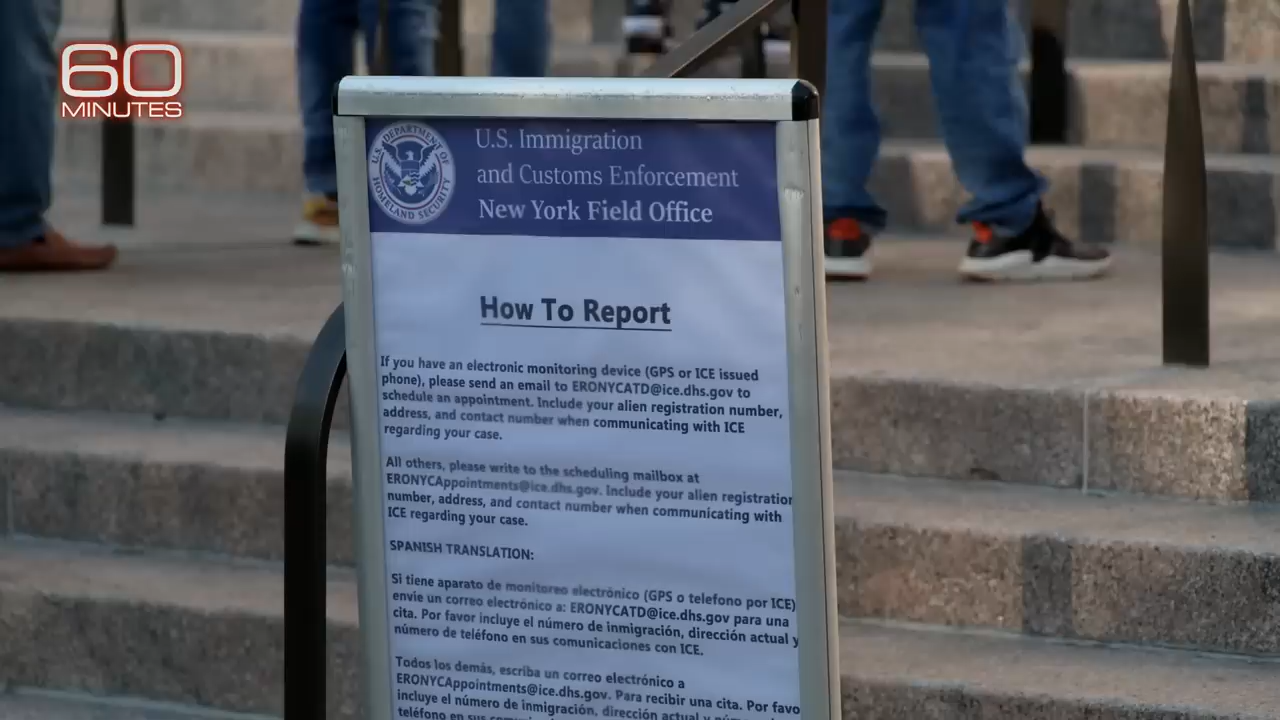 60
MINUTES
U.S. DEPARTMENT OF
HOMELAND SECURITY
U.S. Immigration
and Customs Enforcement
New York Field Office
How To Report
If you have an electronic monitoring device (GPS or ICE issued
phone), please send an email to ERONYCATD@ice.dhs.gov to
schedule an appointment. Include your alien registration number,
address, and contact number when communicating with ICE
regarding your case.
All others, please write to the scheduling mailbox at
ERONYCAppointments@ice.dhs.gov. Include your alien registration
number, address, and contact number when communicating with
ICE regarding your case.
SPANISH TRANSLATION:
Si tiene aparato de monitoreo electrónico (GPS o telefono por ICE)
envíe un correo electrónico a: ERONYCATD@ice.dhs.gov para una
cita. Por favor incluye el número de inmigración, dirección actual y
número de teléfono en sus comunicaciones con ICE.
Todos los demás, escriba un correo electrónico a
ERONYCAppointments@ice.dhs.gov. Para recibir una cita. Por favo
incluye el número de inmigración, dirección actual y
teléfono en sus